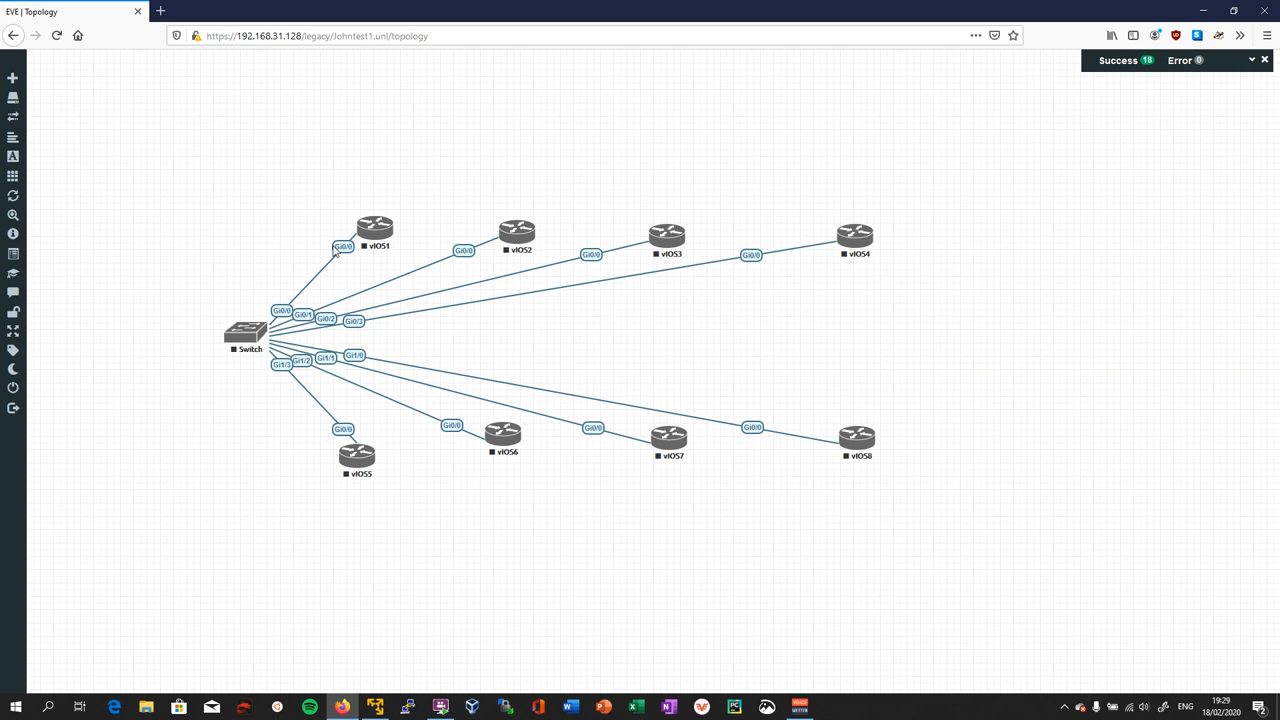 EVE | Topology
https://192.168.31.128/legacy/Johntest1.unl/topology
Success 18 Error 0
vIOS1
vIOS2
vIOS3
vIOS4
Gi0/0
Gi0/0
Gi0/0
Gi0/0
Gi0/0
Gi0/1
Gi0/2
Gi0/3
Switch
Gi1/3
Gi1/2
Gi1/1
Gi1/0
Gi0/0
Gi0/0
Gi0/0
Gi0/0
vIOS5
vIOS6
vIOS7
vIOS8
ENG
19:29
18/02/2020